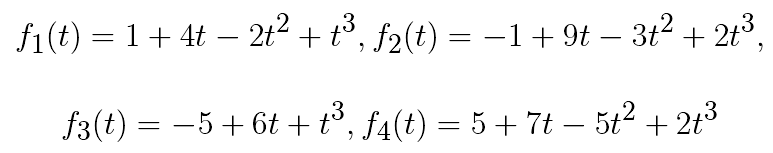 f₁(t) = 1 + 4t − 2t² + t³, f₂(t) = −1 + 9t − 3t² + 2t³,
f₃(t) = −5 + 6t + t³, f₄(t) = 5 + 7t − 5t² + 2t³